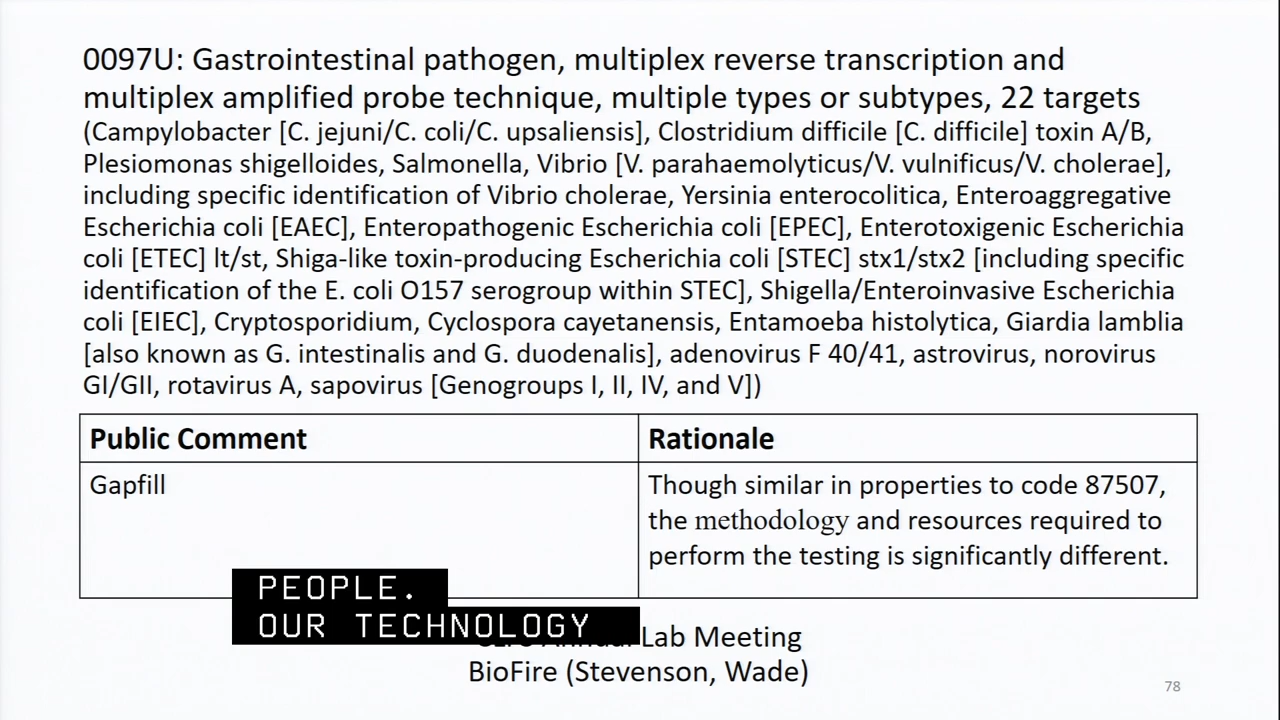 0097U: Gastrointestinal pathogen, multiplex reverse transcription and
multiplex amplified probe technique, multiple types or subtypes, 22 targets
(Campylobacter [C. jejuni/C. coli/C. upsaliensis], Clostridium difficile [C. difficile] toxin A/B,
Plesiomonas shigelloides, Salmonella, Vibrio [V. parahaemolyticus/V. vulnificus/V. cholerae],
including specific identification of Vibrio cholerae, Yersinia enterocolitica, Enteroaggregative
Escherichia coli [EAEC], Enteropathogenic Escherichia coli [EPEC], Enterotoxigenic Escherichia
coli [ETEC] lt/st, Shiga-like toxin-producing Escherichia coli [STEC] stx1/stx2 [including specific
identification of the E. coli O157 serogroup within STEC], Shigella/Enteroinvasive Escherichia
coli [EIEC], Cryptosporidium, Cyclospora cayetanensis, Entamoeba histolytica, Giardia lamblia
[also known as G. intestinalis and G. duodenalis], adenovirus F 40/41, astrovirus, norovirus
GI/GII, rotavirus A, sapovirus [Genogroups I, II, IV, and V])
Public Comment
Rationale
Gapfill
Though similar in properties to code 87507,
the methodology and resources required to
perform the testing is significantly different.
PEOPLE.
OUR TECHNOLOGY
Lab Meeting
BioFire (Stevenson, Wade)
78